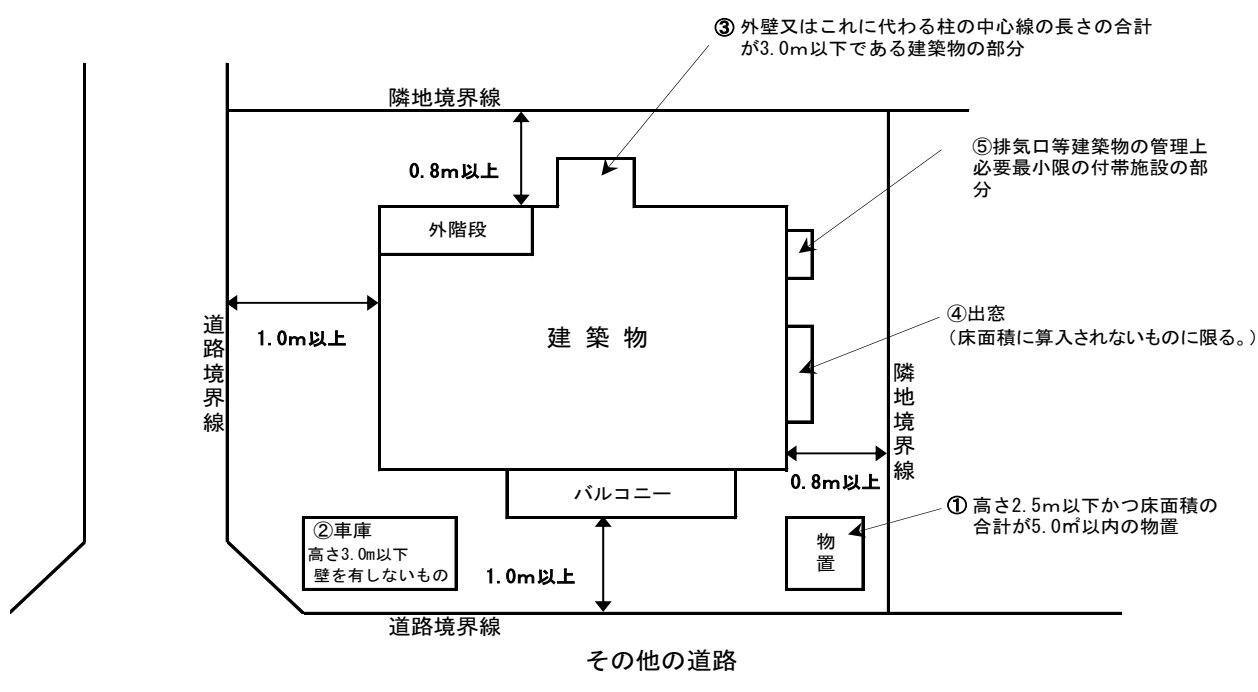 ③ 外壁又はこれに代わる柱の中心線の長さの合計
が3.0m以下である建築物の部分
隣地境界線
0.8m以上
⑤排気口等建築物の管理上
必要最小限の付帯施設の部
分
外階段
道路境界線
1.0m以上
建築物
④出窓
(床面積に算入されないものに限る。)
隣地境界線
0.8m以上
バルコニー
① 高さ2.5m以下かつ床面積の
合計が5.0㎡以内の物置
②車庫
高さ3.0m以下
壁を有しないもの
1.0m以上
物置
道路境界線
その他の道路